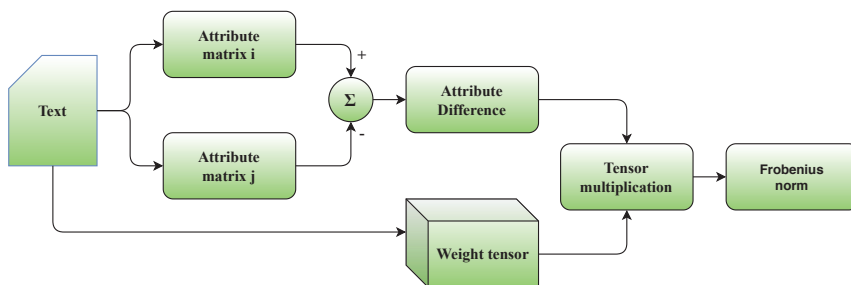 Text
Attribute
matrix i
Attribute
matrix j
+
Σ
-
Attribute
Difference
Weight tensor
Tensor
multiplication
Frobenius
norm